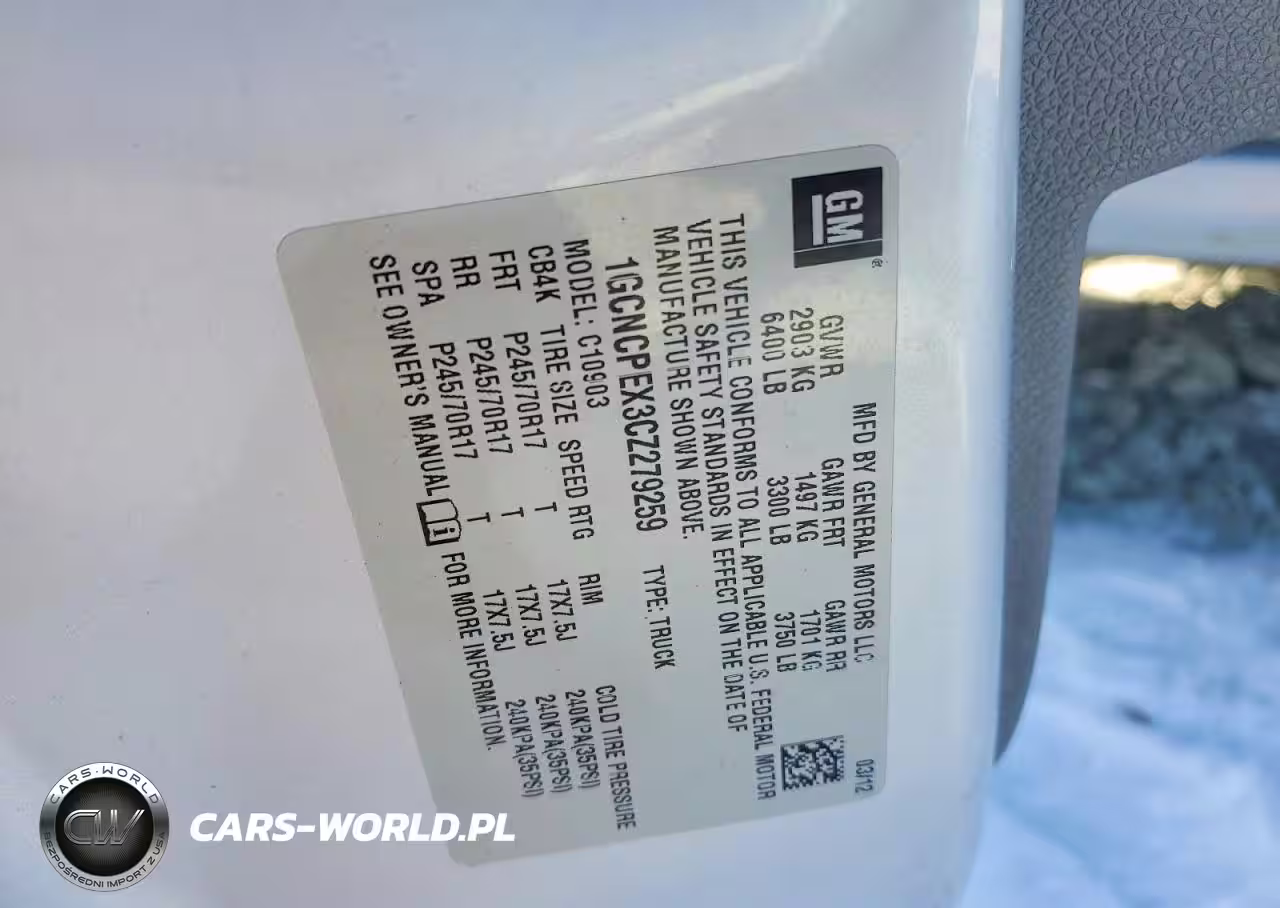 GM
MFD BY GENERAL MOTORS LLC 03/12
GVWR GAWR FRT GAWR RR
2903 KG 1497 KG 1701 KG
6400 LB 3300 LB 3750 LB
THIS VEHICLE CONFORMS TO ALL APPLICABLE U.S. FEDERAL MOTOR
VEHICLE SAFETY STANDARDS IN EFFECT ON THE DATE OF
MANUFACTURE SHOWN ABOVE.
1GCNCPEX3CZ279259 TYPE: TRUCK
MODEL: C10903
CB4K TIRE SIZE SPEED RTG RIM COLD TIRE PRESSURE
FRT P245/70R17 T 17X7.5J 240KPA(35PSI)
RR P245/70R17 T 17X7.5J 240KPA(35PSI)
SPA P245/70R17 T 17X7.5J 240KPA(35PSI)
SEE OWNER'S MANUAL FOR MORE INFORMATION.
CARS-WORLD
CW
BEZPOŚREDNI IMPORT Z USA
CARS-WORLD.PL